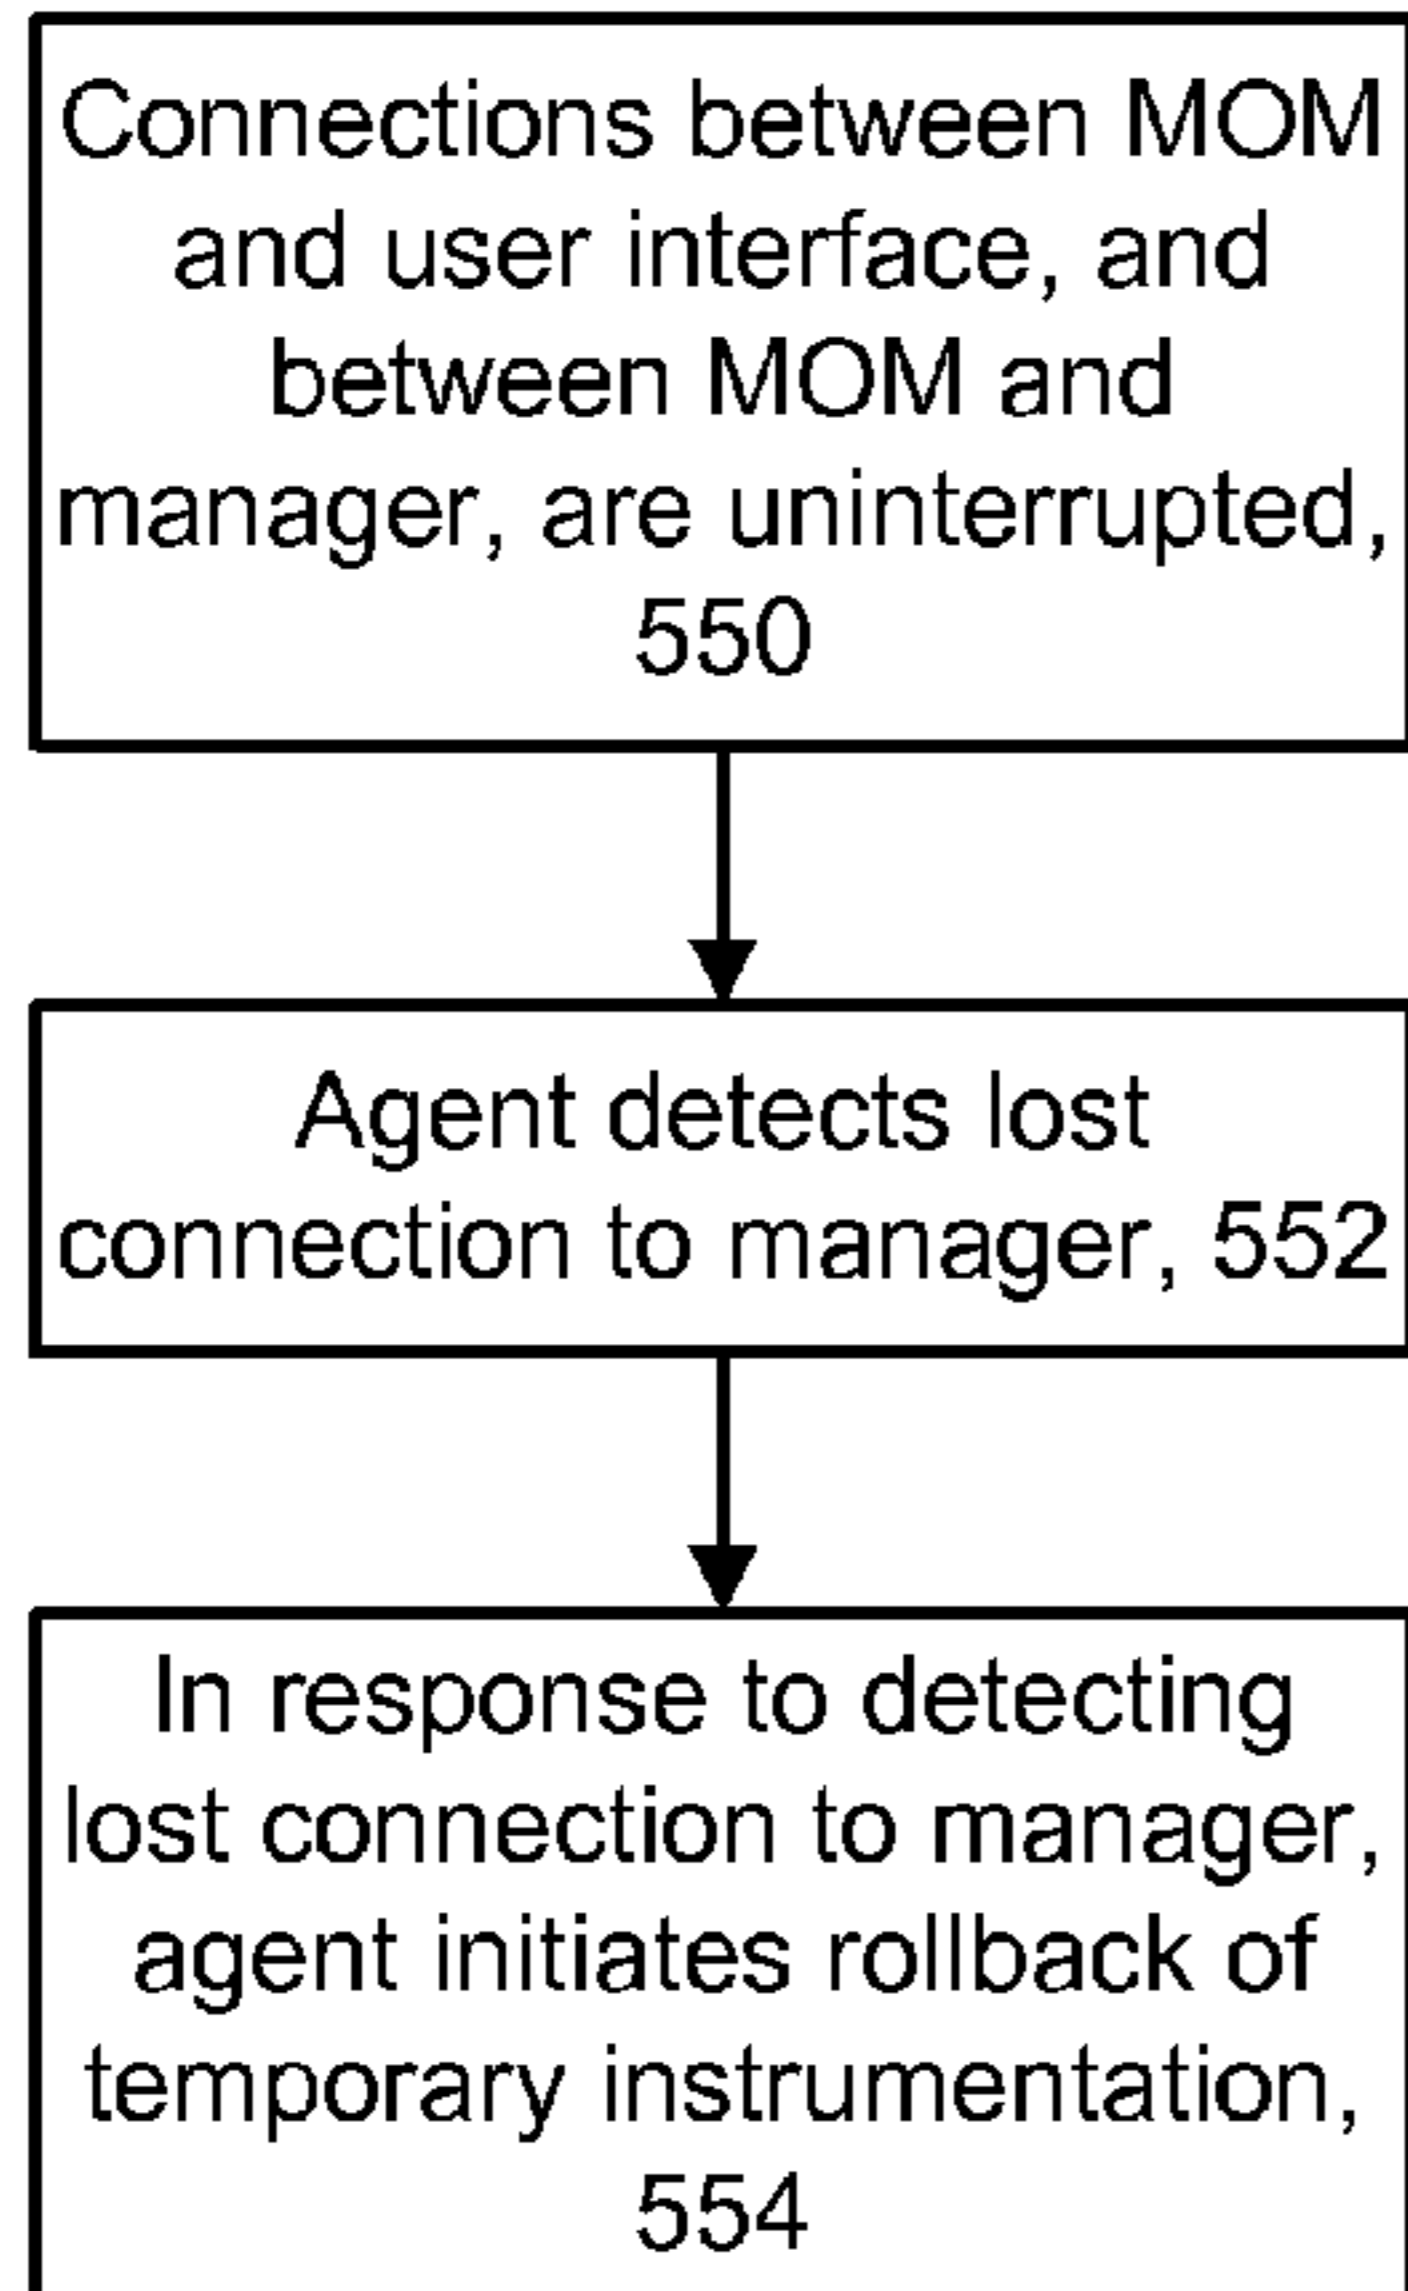 Connections between MOM
and user interface, and
between MOM and
manager, are uninterrupted,
550
Agent detects lost
connection to manager, 552
In response to detecting
lost connection to manager,
agent initiates rollback of
temporary instrumentation,
554